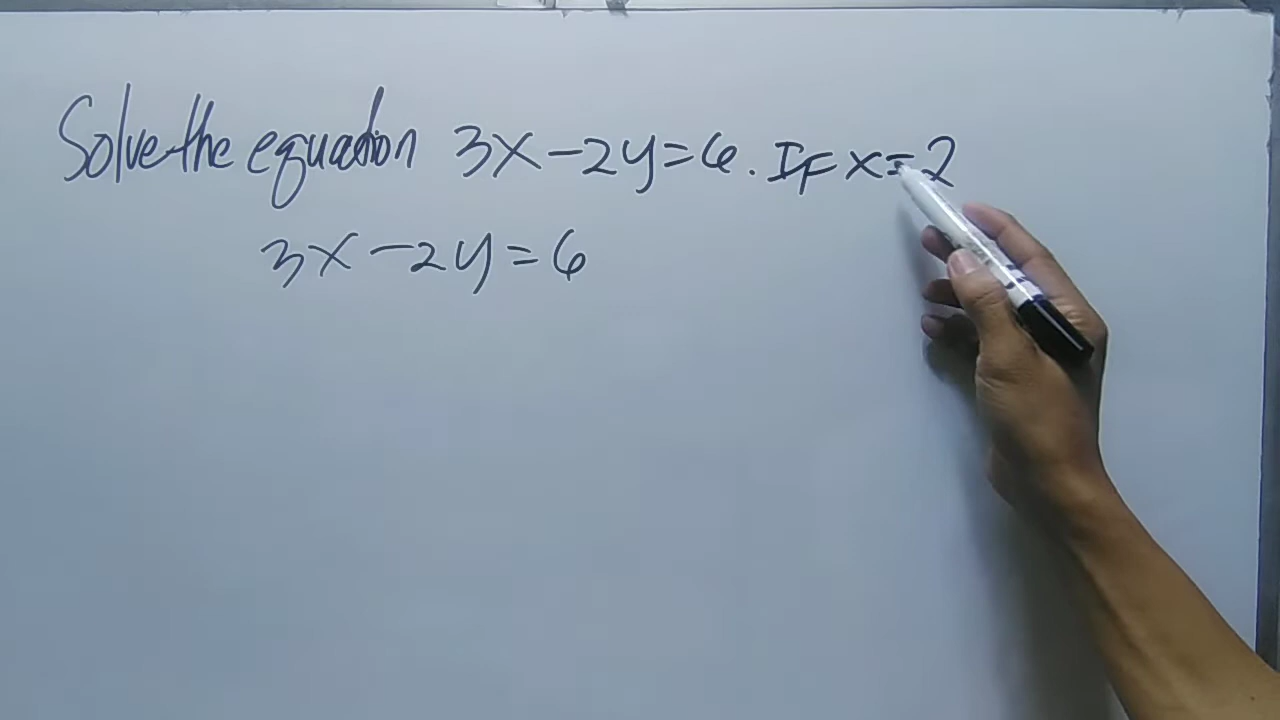 Solve the equation 3x-2y=6. If x=2
3x-2y=6